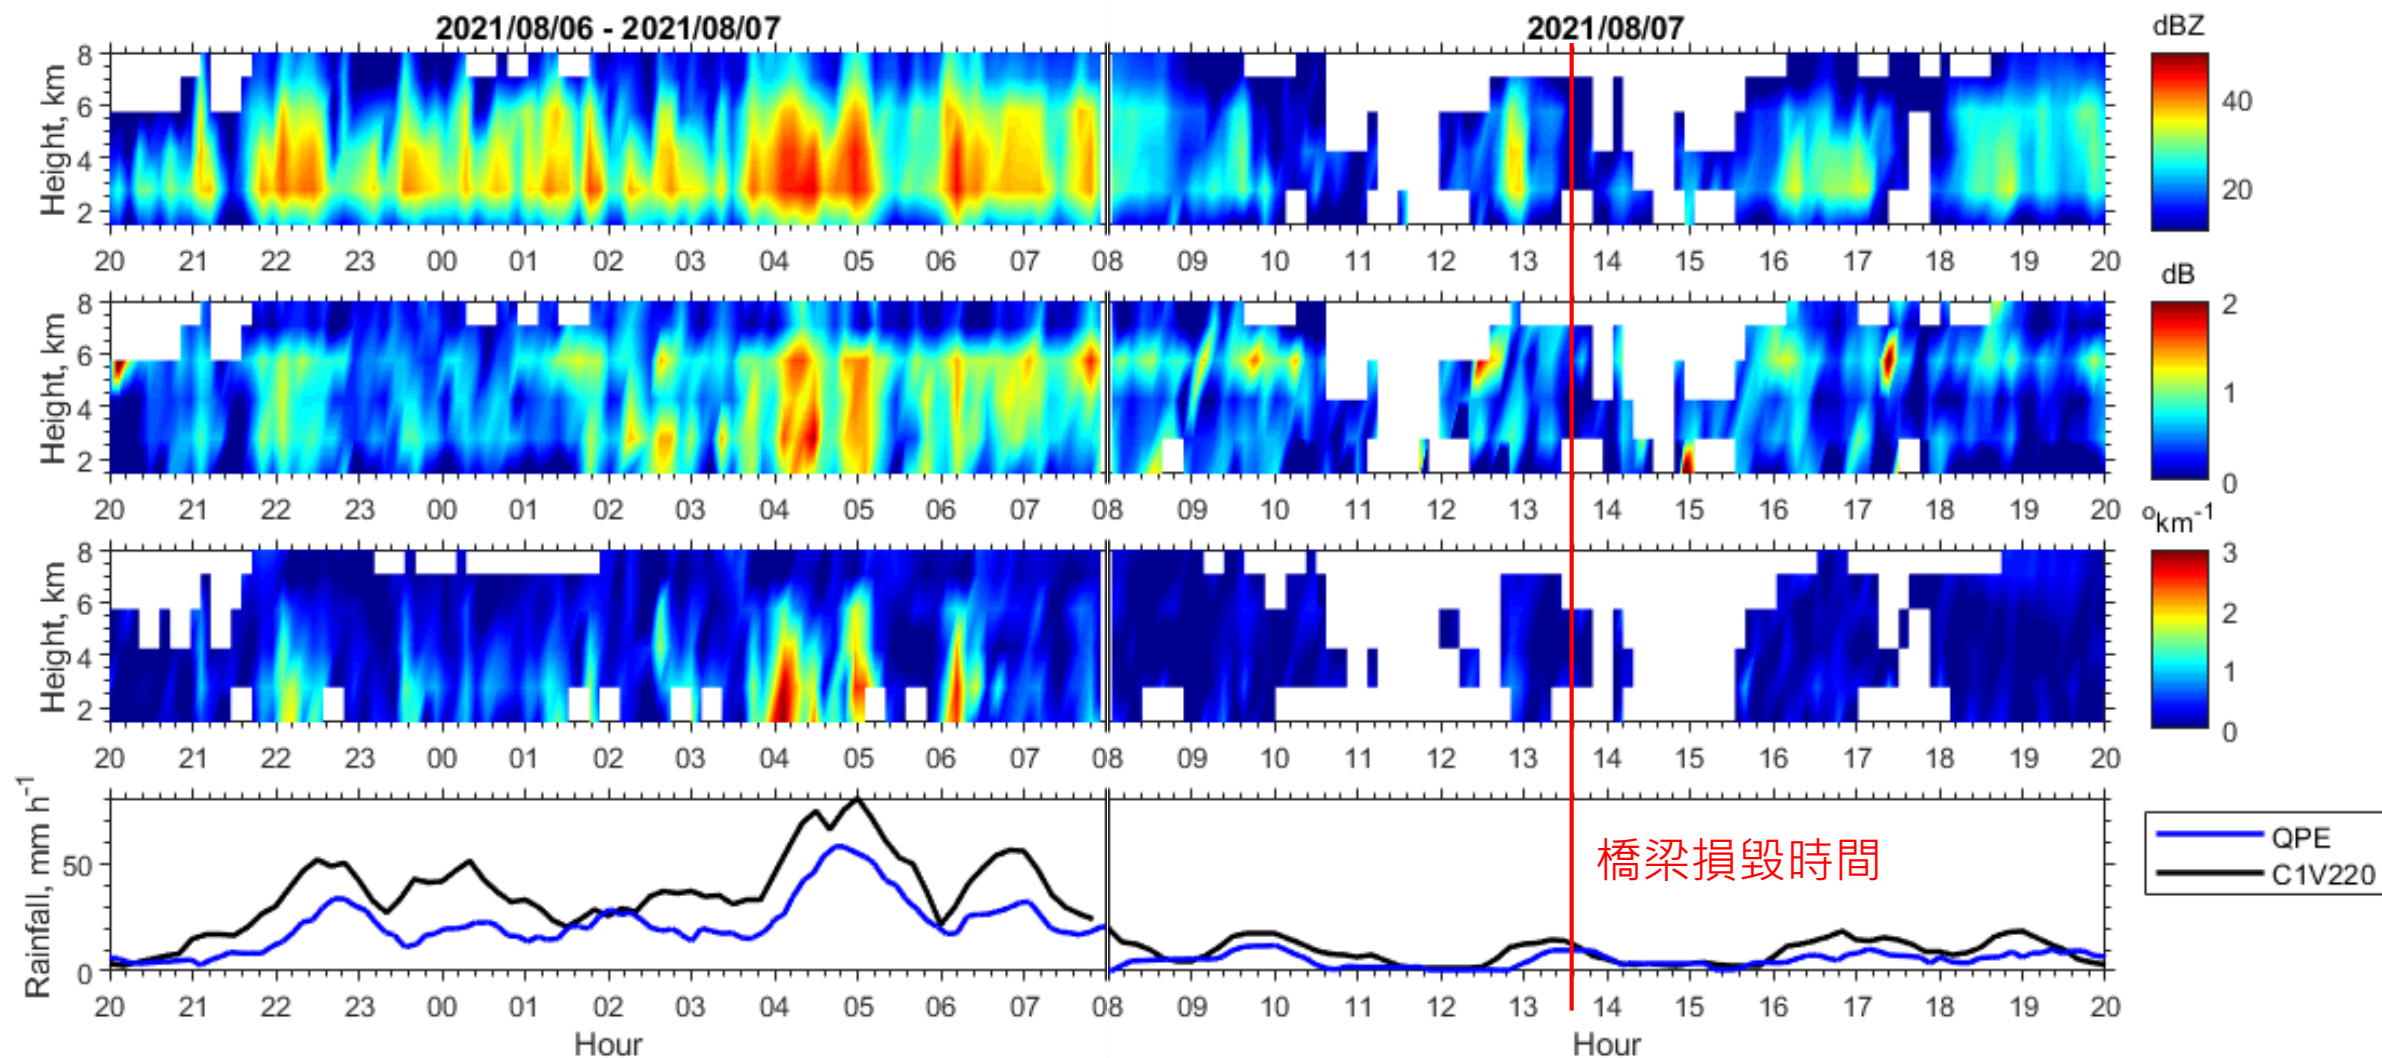 2021/08/06 - 2021/08/07
2021/08/07
dBZ
Height, km
8
6
4
2
20 21 22 23 00 01 02 03 04 05 06 07 08 09 10 11 12 13 14 15 16 17 18 19 20
40
20
dB
Height, km
8
6
4
2
20 21 22 23 00 01 02 03 04 05 06 07 08 09 10 11 12 13 14 15 16 17 18 19 20
2
1
0
°km⁻¹
Height, km
8
6
4
2
20 21 22 23 00 01 02 03 04 05 06 07 08 09 10 11 12 13 14 15 16 17 18 19 20
3
2
1
0
Rainfall, mm h⁻¹
50
0
橋梁損毀時間
QPE
C1V220
20 21 22 23 00 01 02 03 04 05 06 07 08 09 10 11 12 13 14 15 16 17 18 19 20
Hour
Hour